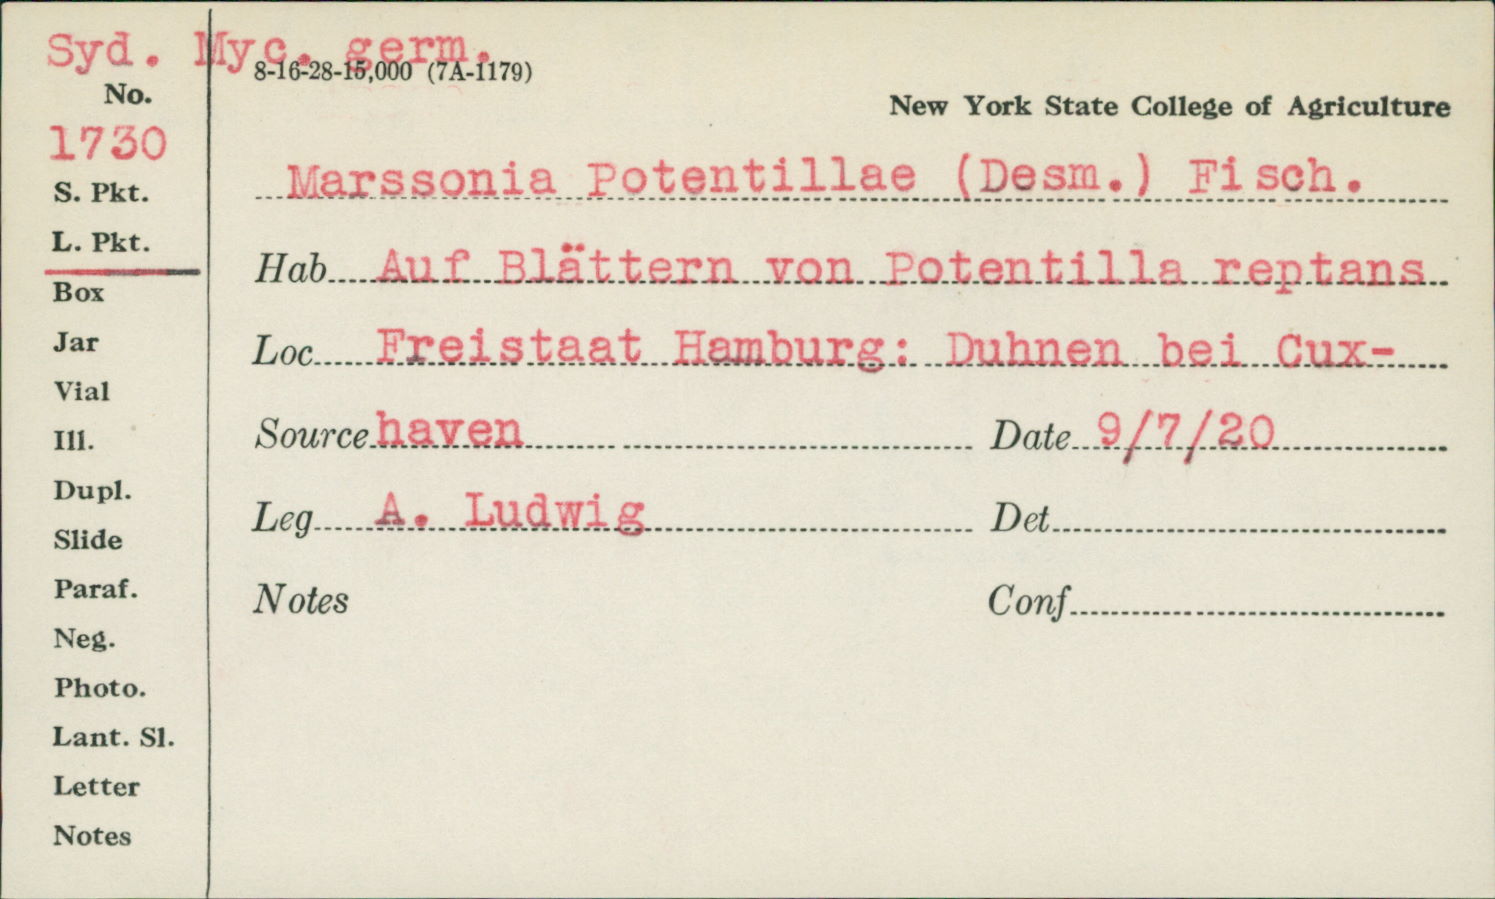 Syd. Myc. germ.
8-16-28-15,000 (7A-1179)
No.
New York State College of Agriculture
1730
Marssonia Potentillae (Desm.) Fisch.
S. Pkt.
L. Pkt.
Hab Auf Blättern von Potentilla reptans
Box
Jar
Loc Freistaat Hamburg: Duhnen bei Cux-
Vial
Ill.
Source haven Date 9/7/20
Dupl.
Leg A. Ludwig Det
Slide
Paraf.
Notes Conf
Neg.
Photo.
Lant. Sl.
Letter
Notes